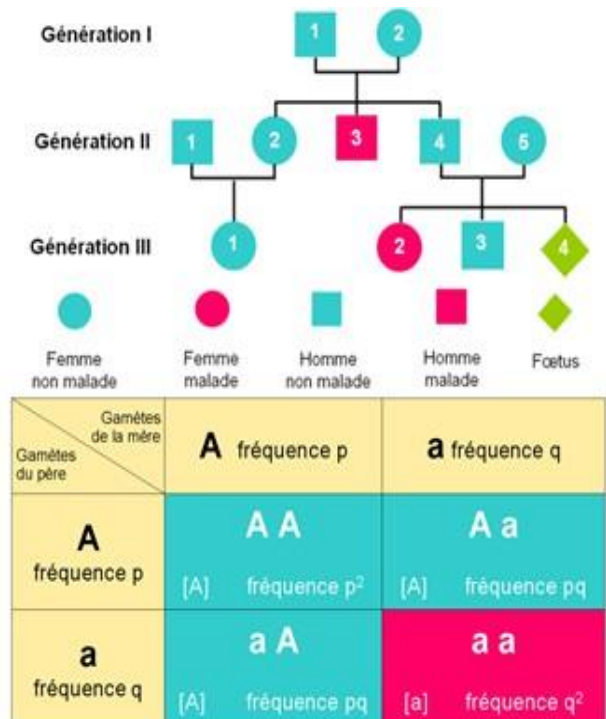 Génération I
1 2
Génération II
1 2 3 4 5
Génération III
1 2 3 4
Femme
non malade
Femme
malade
Homme
non malade
Homme
malade
Fœtus
Gamètes
de la mère
Gamètes
du père
A fréquence p
a fréquence q
A
fréquence p
A A
[A] fréquence p²
A a
[A] fréquence pq
a
fréquence q
a A
[A] fréquence pq
a a
[a] fréquence q²